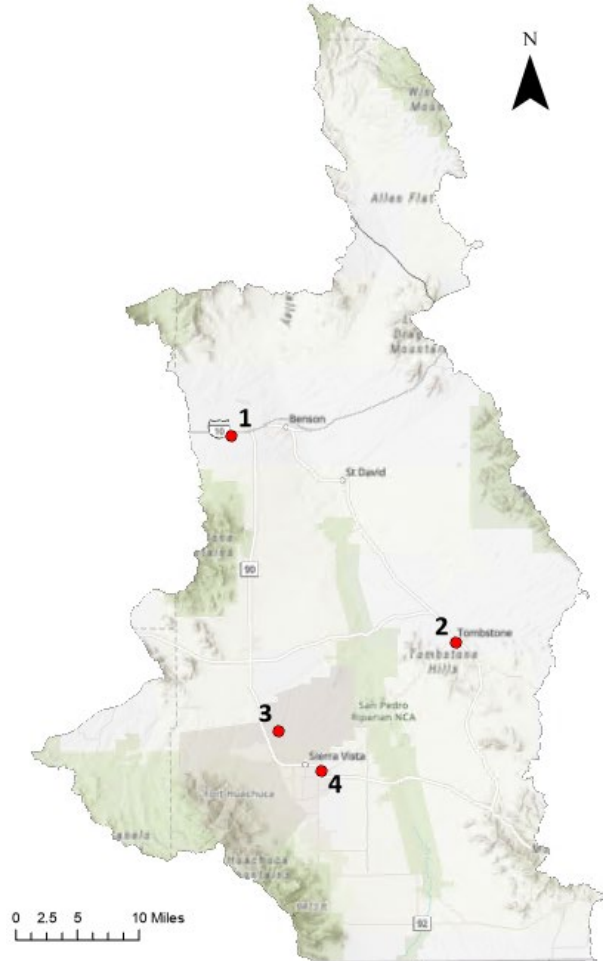 N
Allen Flat
1
10
Benson
St David
90
2
Tombstone
Tombstone
Hills
3
San Pedro
Riparian NCA
Sierra Vista
4
Fort Huachuca
Huachuca
0 2.5 5 10 Miles
92